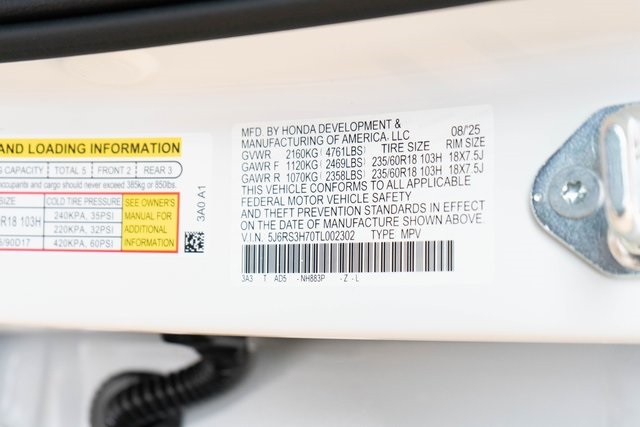 AND LOADING INFORMATION
G CAPACITY TOTAL 5 FRONT 2 REAR 3
occupants and cargo should never exceed 385kg or 850lbs.
SIZE COLD TIRE PRESSURE
R18 103H 240KPA, 35PSI
220KPA, 32PSI
/90D17 420KPA, 60PSI
SEE OWNER'S
MANUAL FOR
ADDITIONAL
INFORMATION
3A0 A1
MFD. BY HONDA DEVELOPMENT & 08/'25
MANUFACTURING OF AMERICA, LLC TIRE SIZE RIM SIZE
GVWR 2160KG( 4761LBS)
GAWR F 1120KG( 2469LBS) 235/60R18 103H 18X7.5J
GAWR R 1070KG( 2358LBS) 235/60R18 103H 18X7.5J
THIS VEHICLE CONFORMS TO ALL APPLICABLE
FEDERAL MOTOR VEHICLE SAFETY
AND THEFT PREVENTION STANDARDS IN EFFECT
ON THE DATE OF MANUFACTURE SHOWN ABOVE.
V.I.N. 5J6RS3H70TL002302 TYPE MPV
3A3 T AD5 -NH883P -Z -L